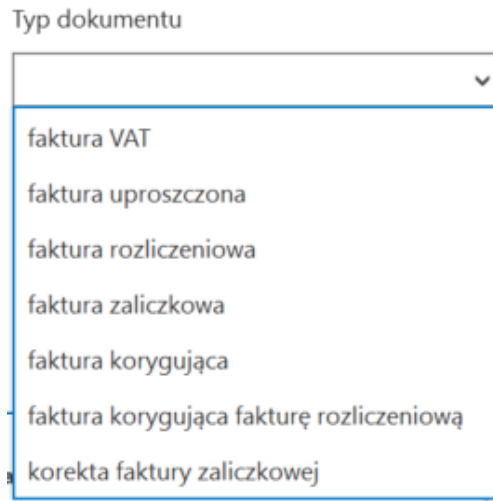 Typ dokumentu
faktura VAT
faktura uproszczona
faktura rozliczeniowa
faktura zaliczkowa
faktura korygująca
faktura korygująca fakturę rozliczeniową
korekta faktury zaliczkowej